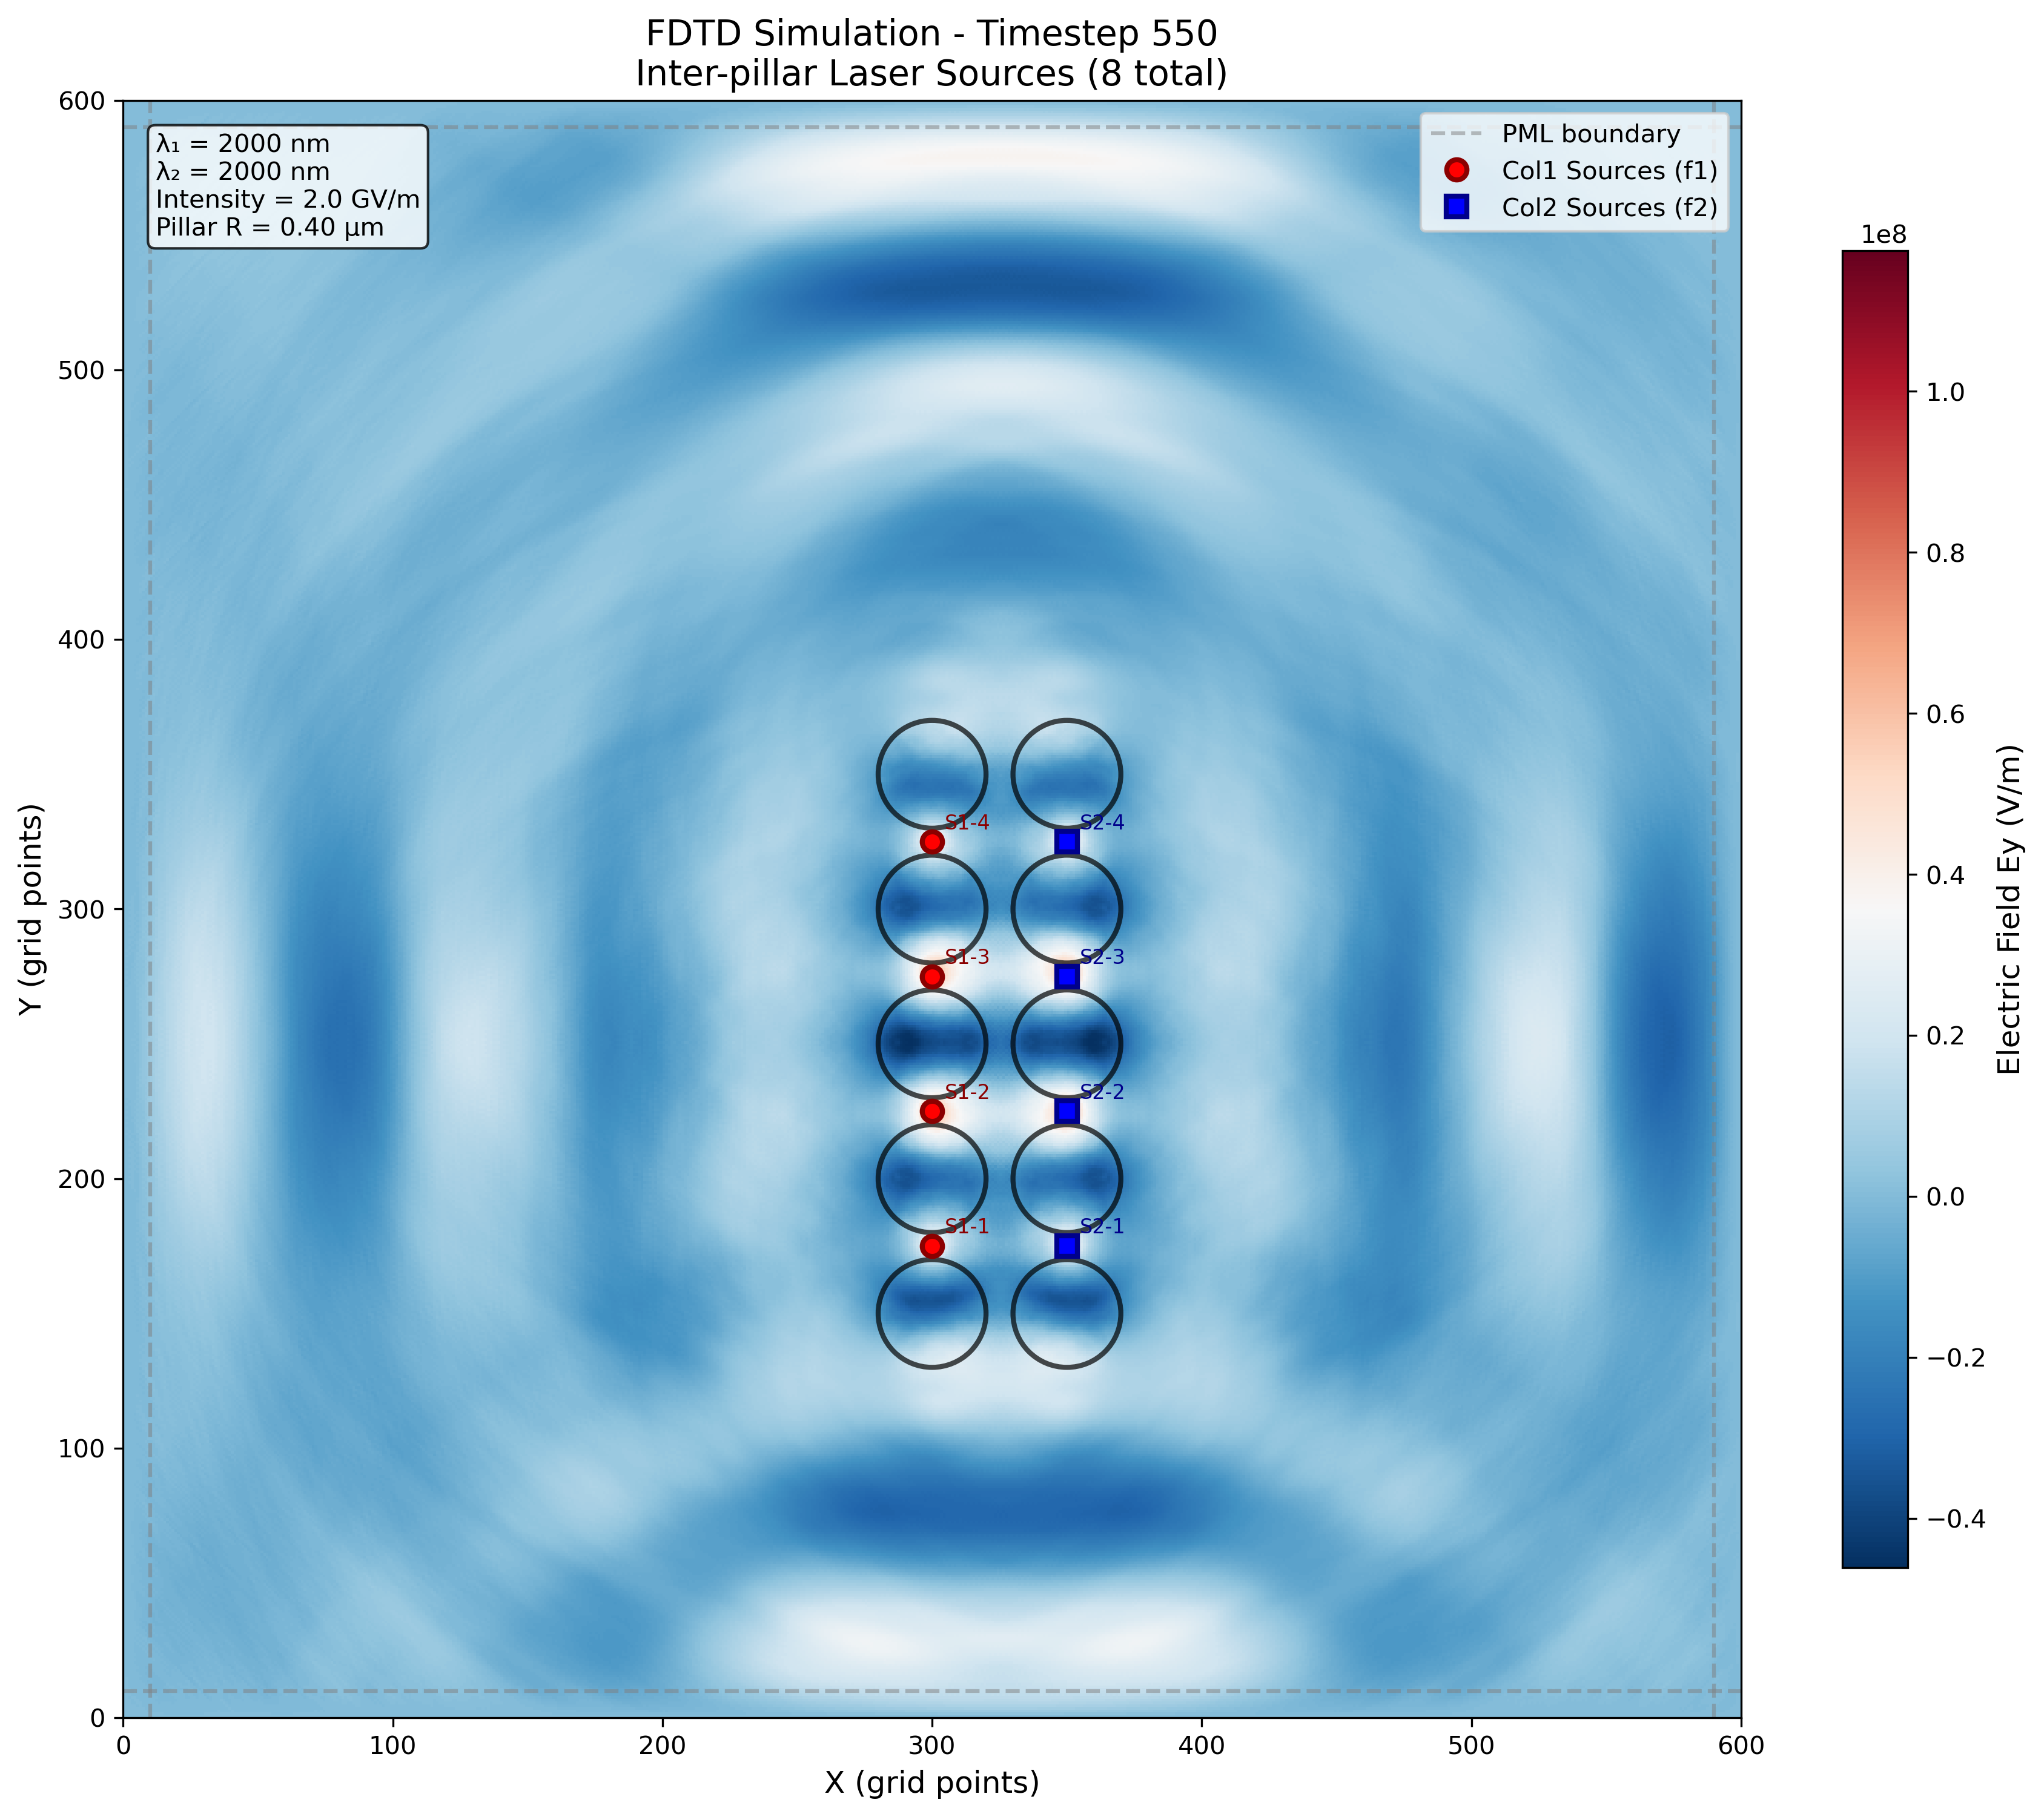 FDTD Simulation - Timestep 550
Inter-pillar Laser Sources (8 total)
λ₁ = 2000 nm
λ₂ = 2000 nm
Intensity = 2.0 GV/m
Pillar R = 0.40 µm
PML boundary
Col1 Sources (f1)
Col2 Sources (f2)
600
500
400
300
200
100
0
Y (grid points)
S1-4 S2-4
S1-3 S2-3
S1-2 S2-2
S1-1 S2-1
0 100 200 300 400 500 600
X (grid points)
1e8
1.0
0.8
0.6
0.4
0.2
0.0
−0.2
−0.4
Electric Field Ey (V/m)